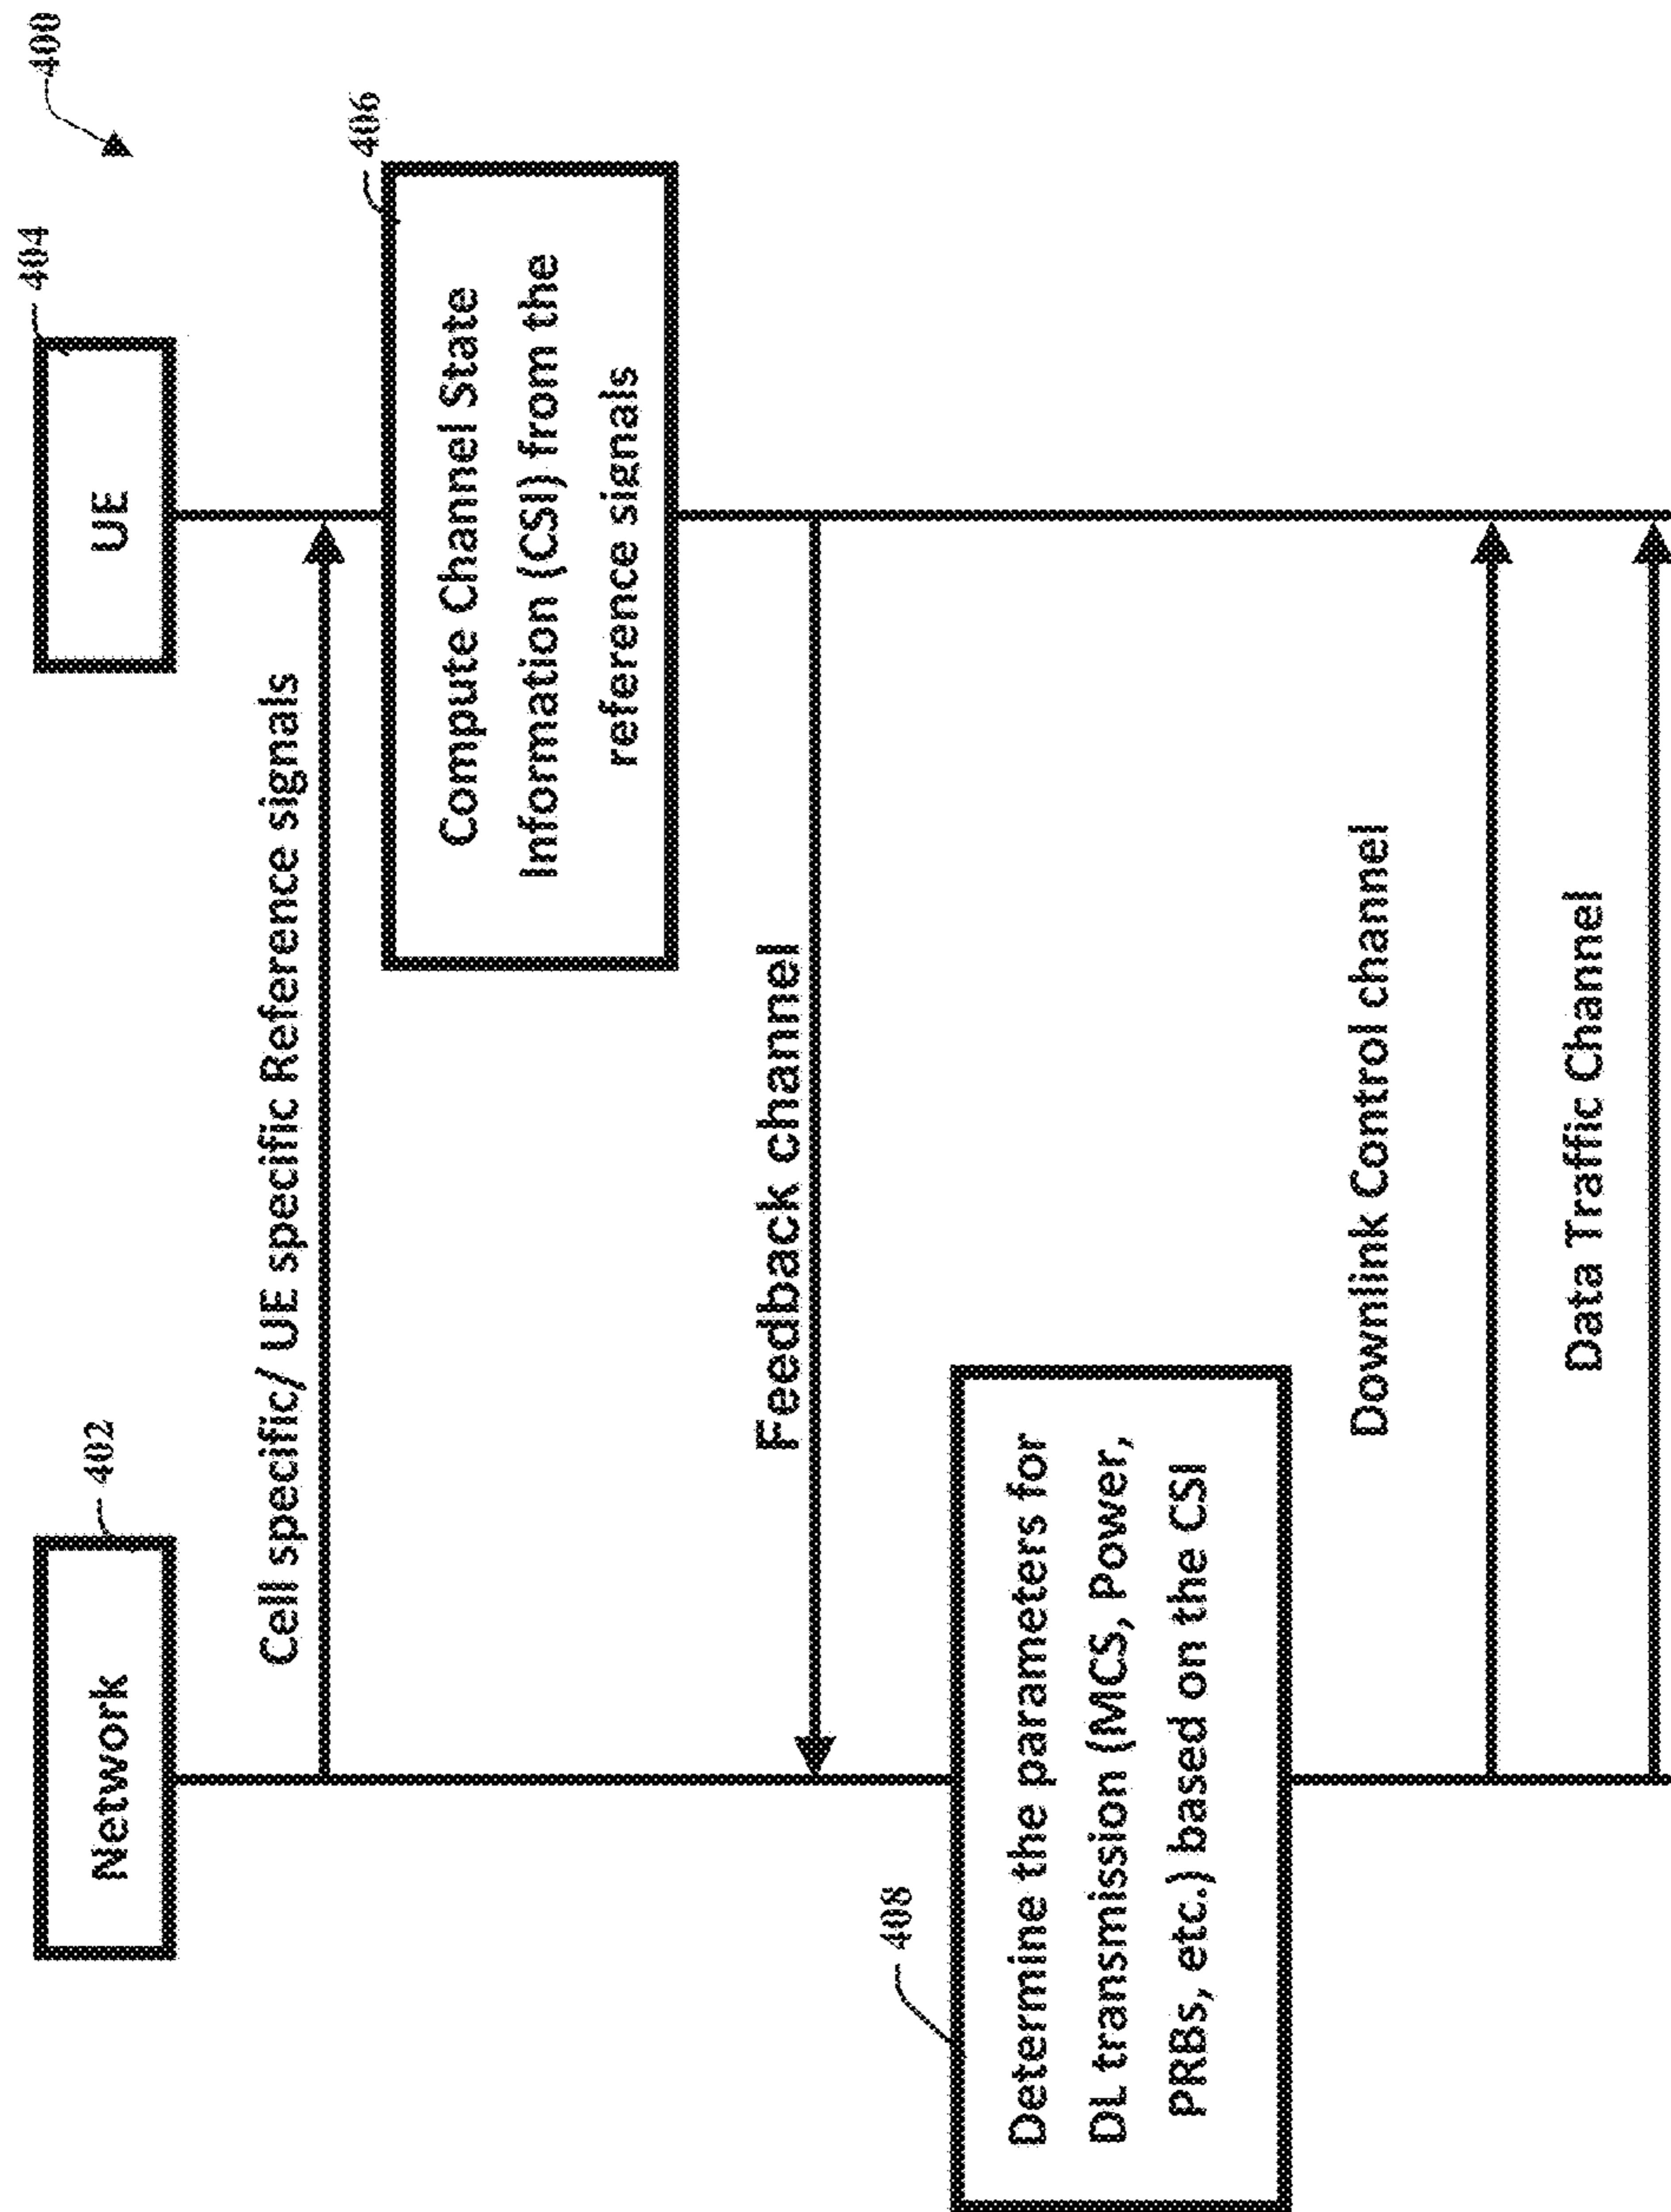 400
Network
402
UE
404
Cell specific/ UE specific Reference signals
406
Compute Channel State
Information (CSI) from the
reference signals
Feedback channel
408
Determine the parameters for
DL transmission (MCS, Power,
PRBs, etc.) based on the CSI
Downlink Control channel
Data Traffic Channel